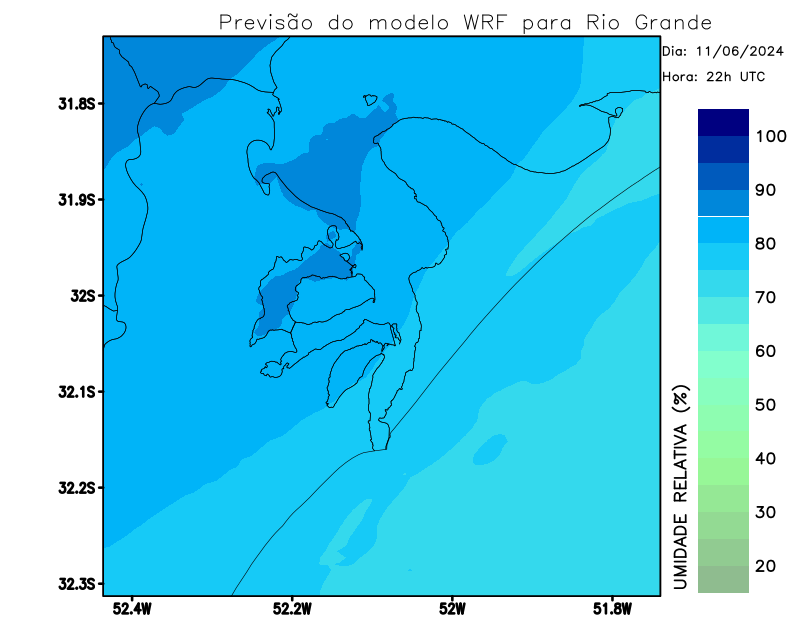 Previsão do modelo WRF para Rio Grande
Dia: 11/06/2024
Hora: 22h UTC
31.8S
31.9S
32S
32.1S
32.2S
32.3S
52.4W
52.2W
52W
51.8W
100
90
80
70
60
50
40
30
20
UMIDADE RELATIVA (%)